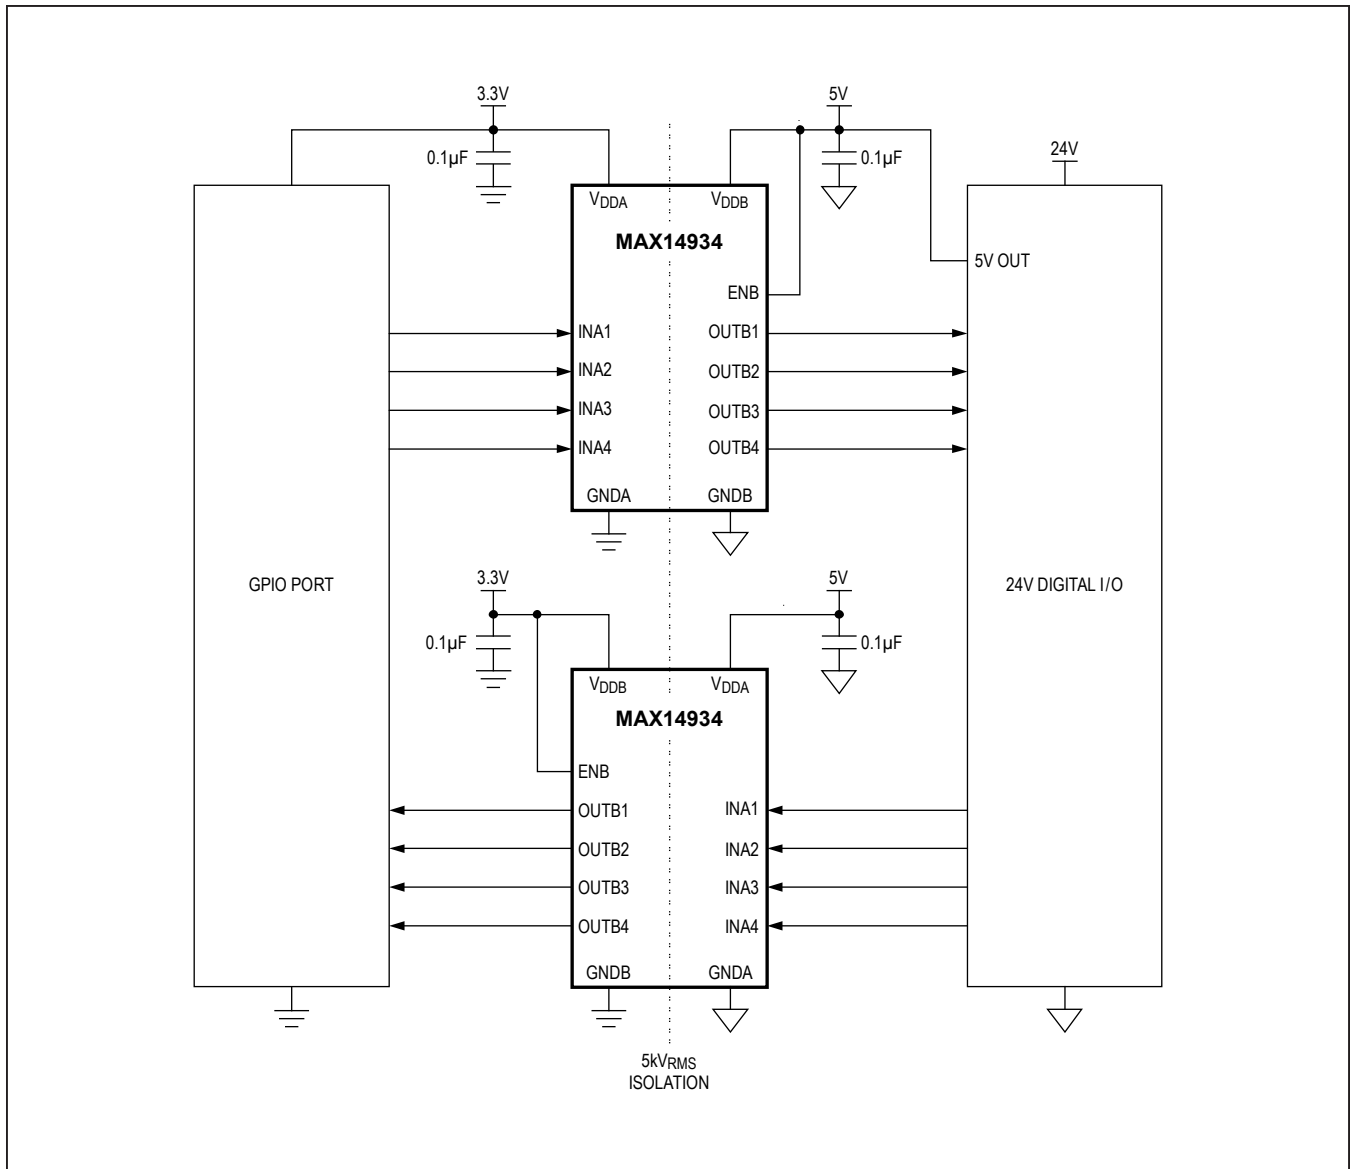 3.3V
5V
0.1µF
0.1µF
24V
VDDA
VDDB
MAX14934
5V OUT
ENB
INA1
OUTB1
INA2
OUTB2
INA3
OUTB3
INA4
OUTB4
GNDA
GNDB
GPIO PORT
3.3V
5V
24V DIGITAL I/O
0.1µF
0.1µF
VDDB
VDDA
MAX14934
ENB
OUTB1
INA1
OUTB2
INA2
OUTB3
INA3
OUTB4
INA4
GNDB
GNDA
5kVRMS
ISOLATION